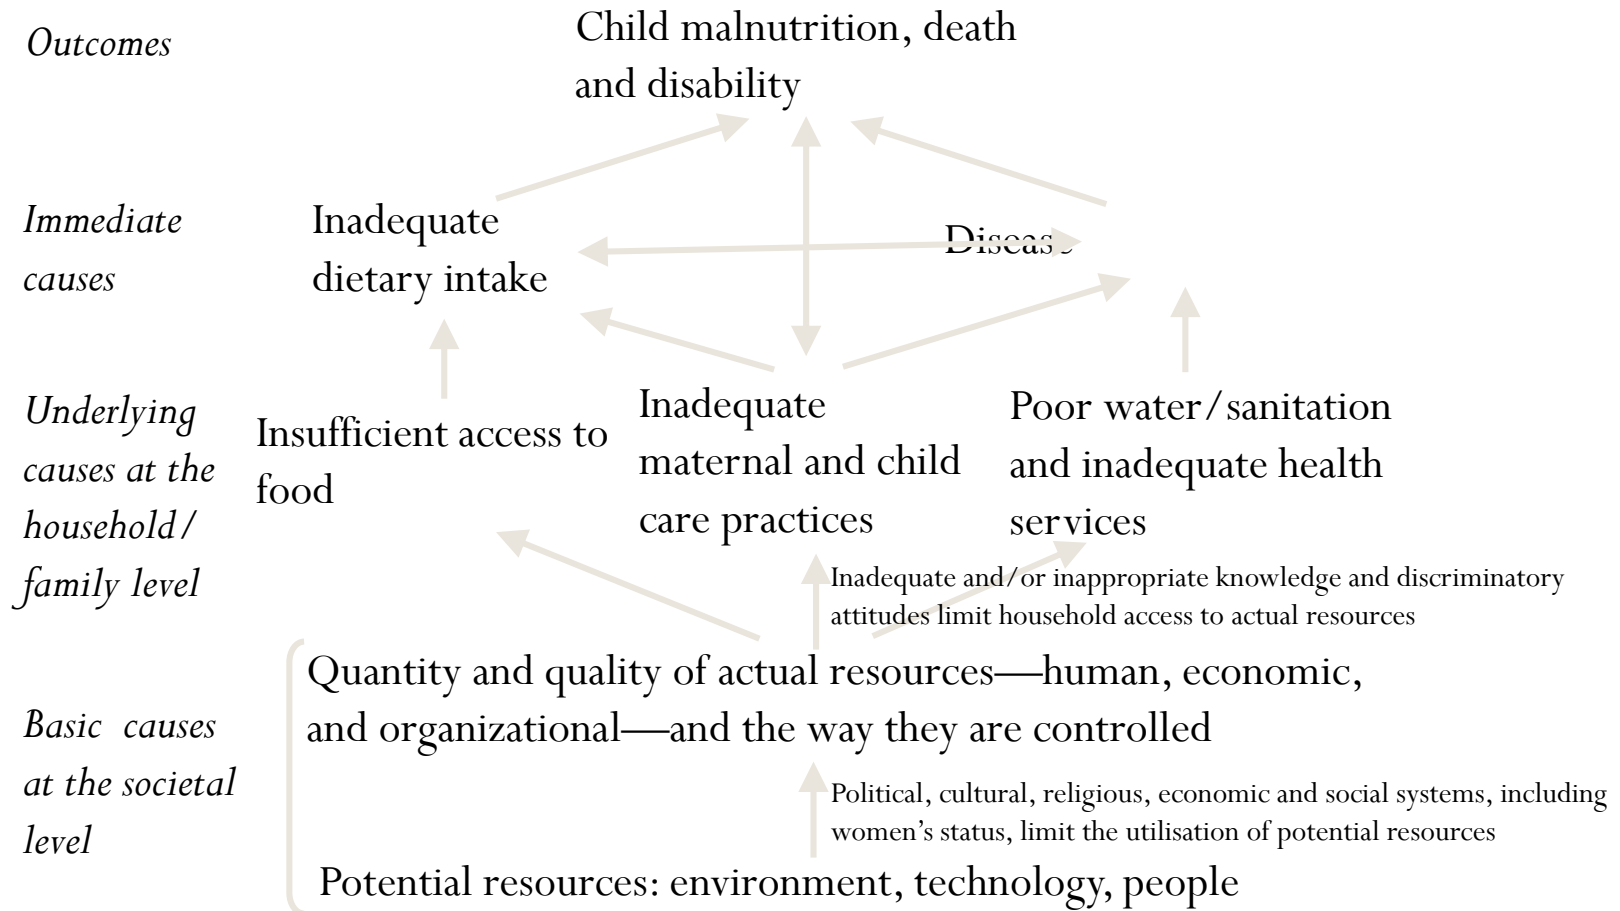 Outcomes
Child malnutrition, death
and disability
Immediate
causes
Inadequate
dietary intake
Disease
Underlying
causes at the
household/
family level
Insufficient access to
food
Inadequate
maternal and child
care practices
Poor water/sanitation
and inadequate health
services
Inadequate and/or inappropriate knowledge and discriminatory
attitudes limit household access to actual resources
Basic causes
at the societal
level
Quantity and quality of actual resources—human, economic,
and organizational—and the way they are controlled
Political, cultural, religious, economic and social systems, including
women’s status, limit the utilisation of potential resources
Potential resources: environment, technology, people